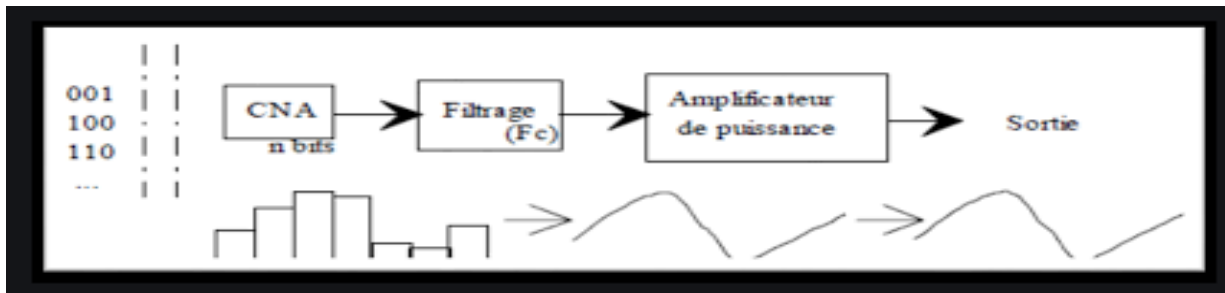 001
100
110
...
CNA
n bits
Filtrage
(Fc)
Amplificateur
de puissance
Sortie